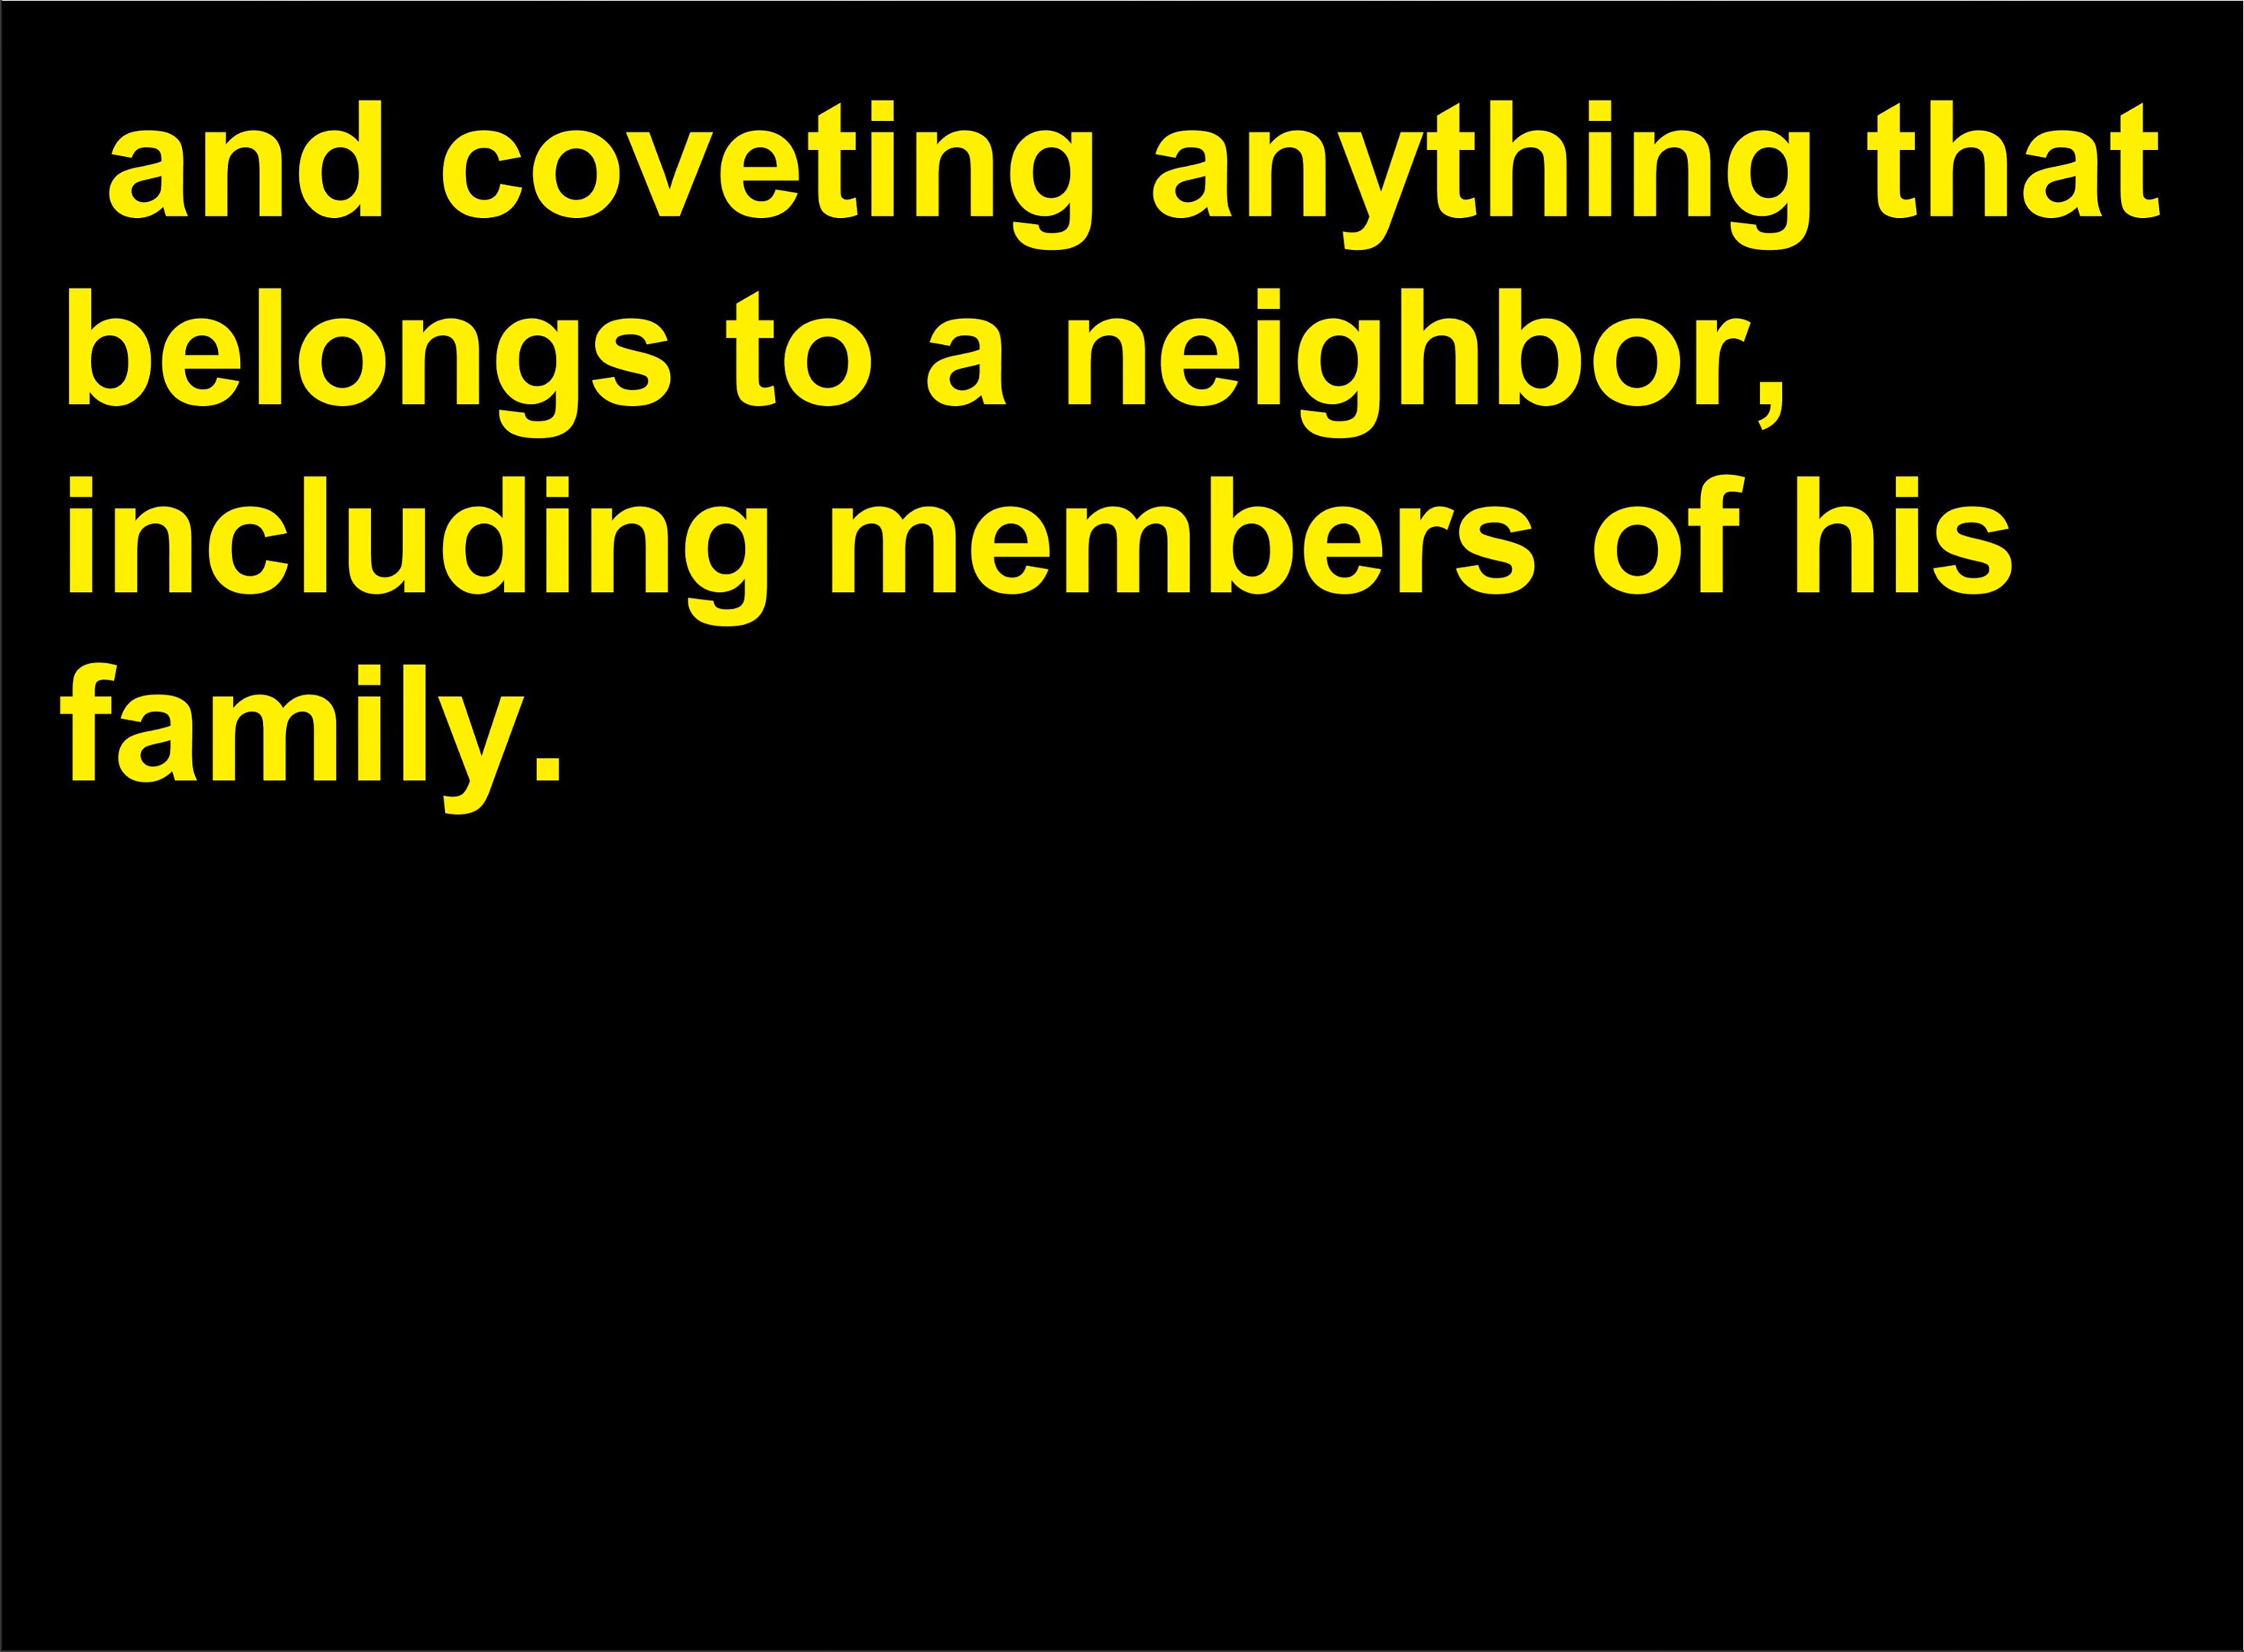 and coveting anything that
belongs to a neighbor,
including members of his
family.